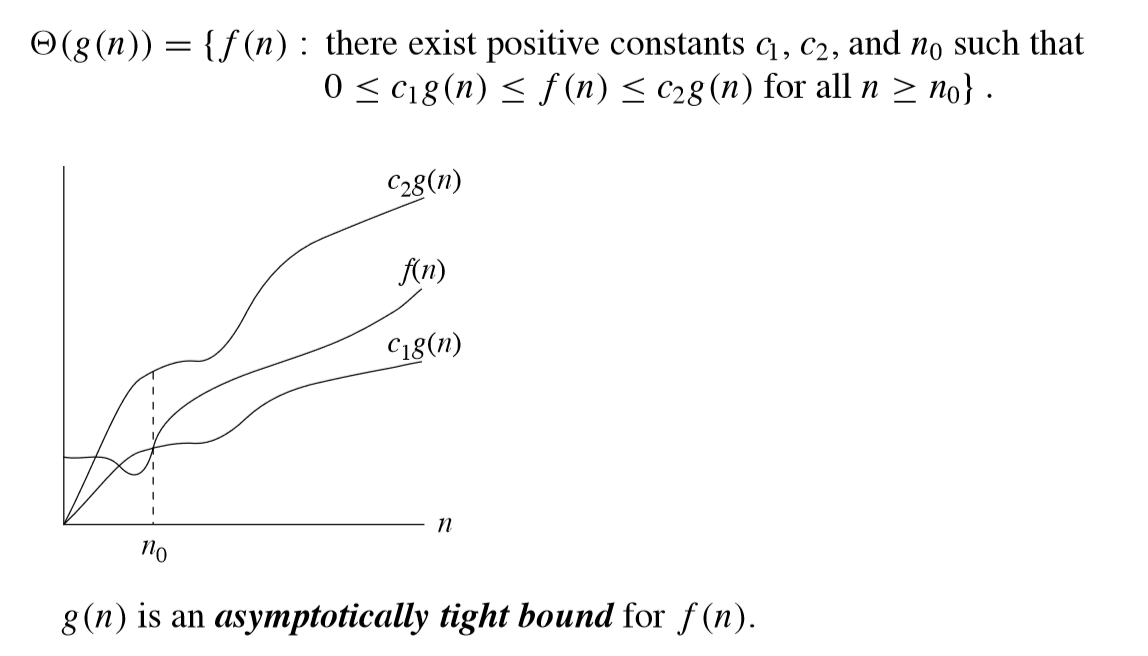 Θ(g(n)) = {f(n) : there exist positive constants c₁, c₂, and n₀ such that
0 ≤ c₁g(n) ≤ f(n) ≤ c₂g(n) for all n ≥ n₀} .
c₂g(n)
f(n)
c₁g(n)
n
n₀
g(n) is an asymptotically tight bound for f(n).